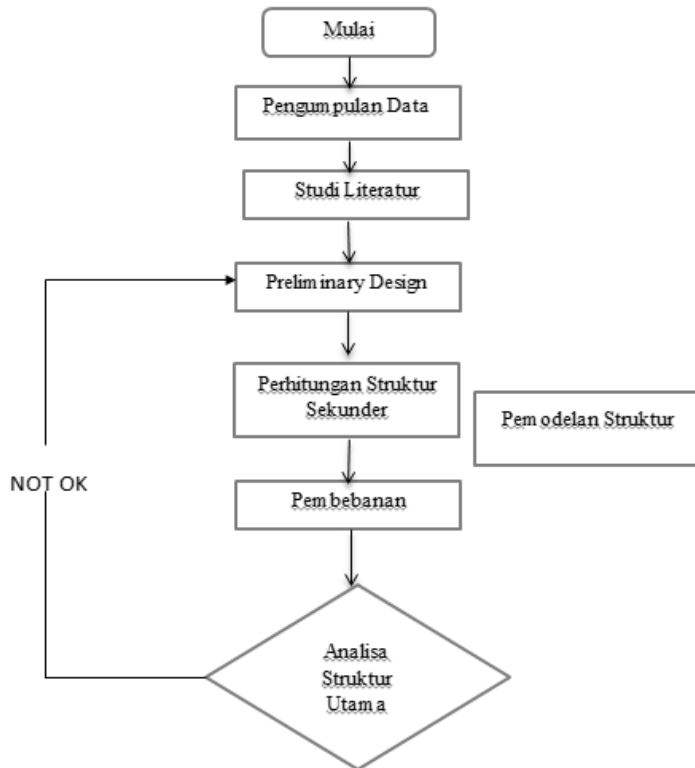 Mulai
Pengumpulan Data
Studi Literatur
Preliminary Design
Perhitungan Struktur
Sekunder
Pemodelan Struktur
NOT OK
Pembebanan
Analisa
Struktur
Utama